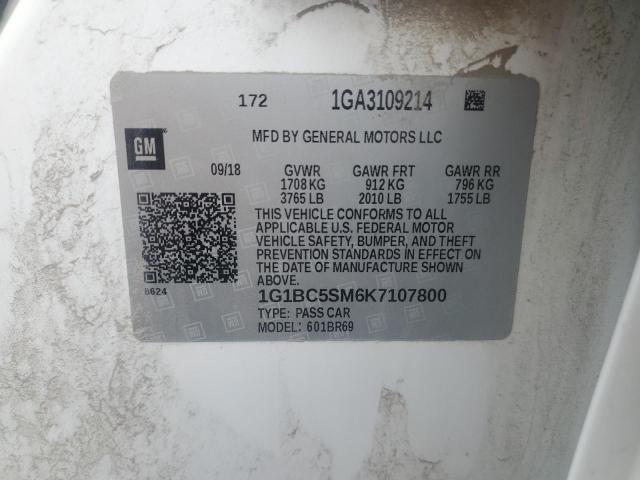 172 1GA3109214
GM
MFD BY GENERAL MOTORS LLC
09/18 GVWR GAWR FRT GAWR RR
1708 KG 912 KG 796 KG
3765 LB 2010 LB 1755 LB
THIS VEHICLE CONFORMS TO ALL
APPLICABLE U.S. FEDERAL MOTOR
VEHICLE SAFETY, BUMPER, AND THEFT
PREVENTION STANDARDS IN EFFECT ON
THE DATE OF MANUFACTURE SHOWN
ABOVE.
8624
1G1BC5SM6K7107800
TYPE: PASS CAR
MODEL: 601BR69